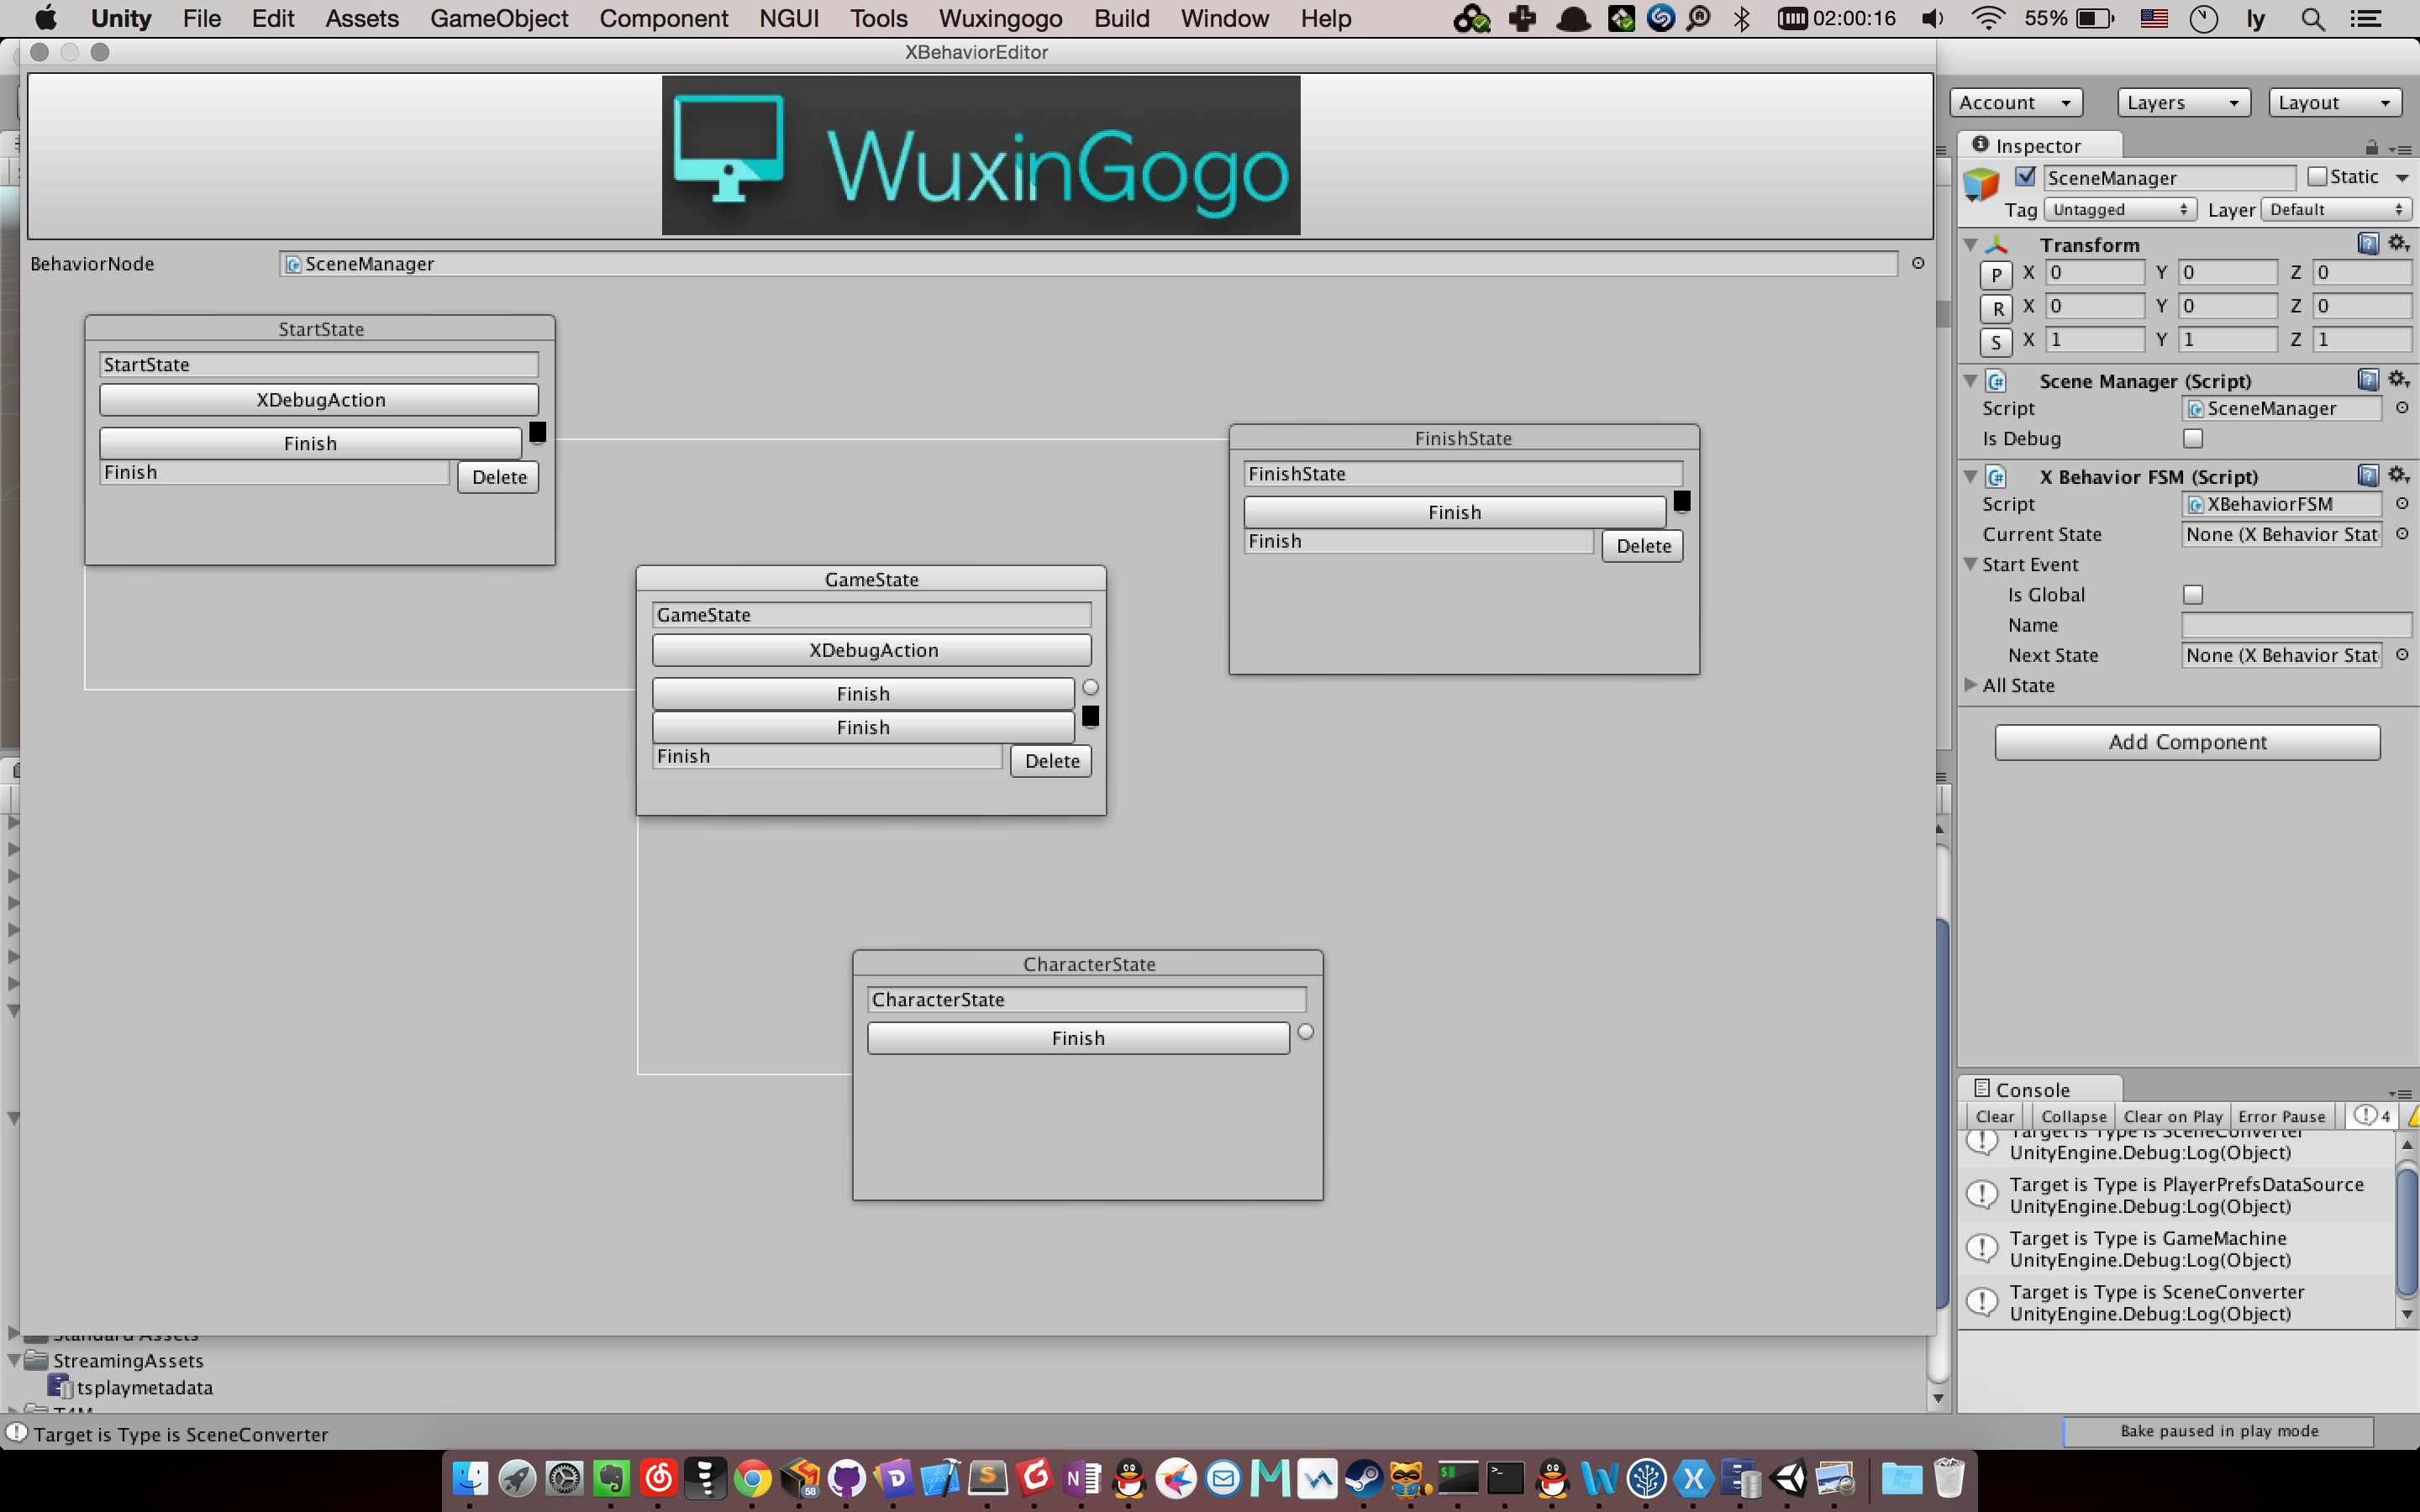 Unity File Edit Assets GameObject Component NGUI Tools Wuxingogo Build Window Help 02:00:16 55% ly
XBehaviorEditor
WuxinGogo
BehaviorNode SceneManager
StartState
StartState
XDebugAction
Finish
Finish Delete
FinishState
FinishState
Finish
Finish Delete
GameState
GameState
XDebugAction
Finish
Finish
Finish Delete
CharacterState
CharacterState
Finish
Account Layers Layout
Inspector
SceneManager Static
Tag Untagged Layer Default
Transform
P X 0 Y 0 Z 0
R X 0 Y 0 Z 0
S X 1 Y 1 Z 1
Scene Manager (Script)
Script SceneManager
Is Debug
X Behavior FSM (Script)
Script XBehaviorFSM
Current State None (X Behavior Stat
Start Event
Is Global
Name
Next State None (X Behavior Stat
All State
Add Component
Console
Clear Collapse Clear on Play Error Pause 4
Target is Type is SceneConverter
UnityEngine.Debug:Log(Object)
Target is Type is PlayerPrefsDataSource
UnityEngine.Debug:Log(Object)
Target is Type is GameMachine
UnityEngine.Debug:Log(Object)
Target is Type is SceneConverter
UnityEngine.Debug:Log(Object)
Standard Assets
StreamingAssets
tsplaymetadata
T4M
Target is Type is SceneConverter
Bake paused in play mode
58